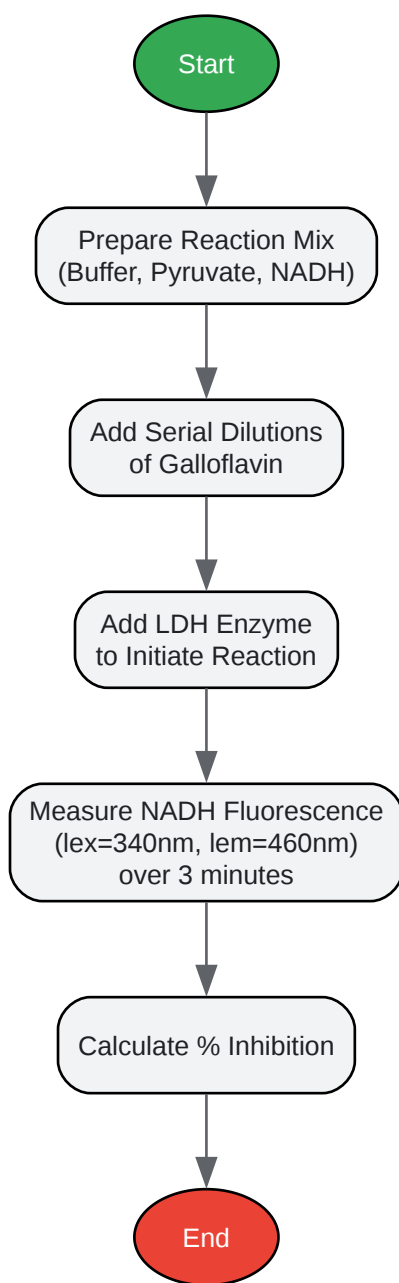 Start
Prepare Reaction Mix
(Buffer, Pyruvate, NADH)
Add Serial Dilutions
of Galloflavin
Add LDH Enzyme
to Initiate Reaction
Measure NADH Fluorescence
(lex=340nm, lem=460nm)
over 3 minutes
Calculate % Inhibition
End